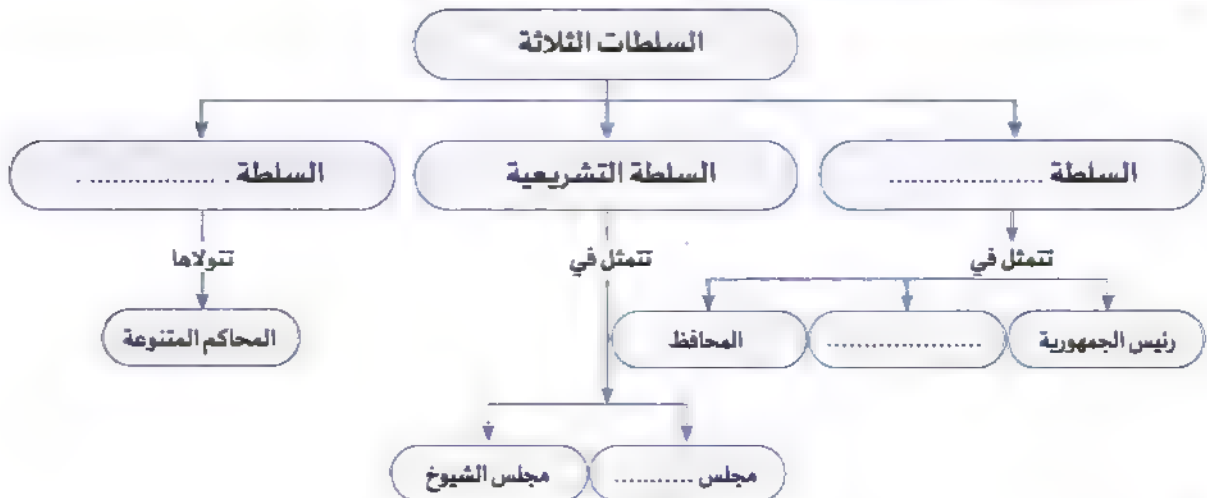 السلطات الثلاثة
السلطة ....................
السلطة التشريعية
السلطة ....................
تتمثل في
تتمثل في
تتولاها
رئيس الجمهورية
....................
المحافظ
المحاكم المتنوعة
مجلس ...........
مجلس الشيوخ